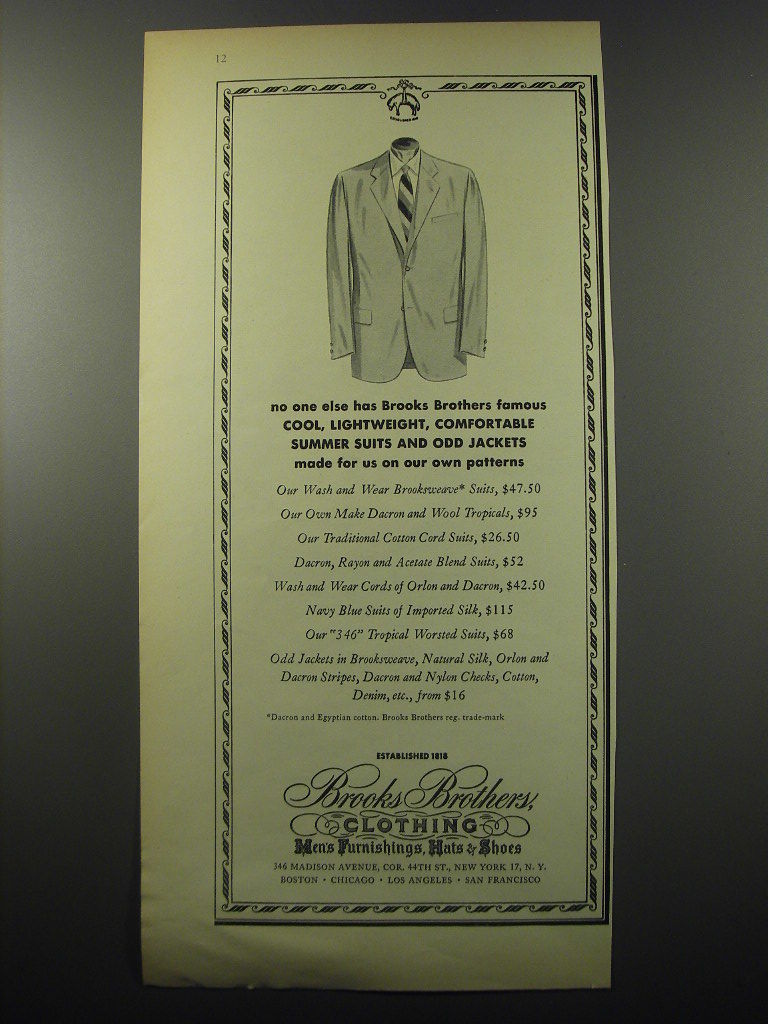 12
ESTABLISHED 1818
no one else has Brooks Brothers famous
COOL, LIGHTWEIGHT, COMFORTABLE
SUMMER SUITS AND ODD JACKETS
made for us on our own patterns
Our Wash and Wear Brooksweave* Suits, $47.50
Our Own Make Dacron and Wool Tropicals, $95
Our Traditional Cotton Cord Suits, $26.50
Dacron, Rayon and Acetate Blend Suits, $52
Wash and Wear Cords of Orlon and Dacron, $42.50
Navy Blue Suits of Imported Silk, $115
Our "346" Tropical Worsted Suits, $68
Odd Jackets in Brooksweave, Natural Silk, Orlon and
Dacron Stripes, Dacron and Nylon Checks, Cotton,
Denim, etc., from $16
*Dacron and Egyptian cotton. Brooks Brothers reg. trade-mark
ESTABLISHED 1818
Brooks Brothers,
CLOTHING
Men's Furnishings, Hats & Shoes
346 MADISON AVENUE, COR. 44TH ST., NEW YORK 17, N. Y.
BOSTON • CHICAGO • LOS ANGELES • SAN FRANCISCO